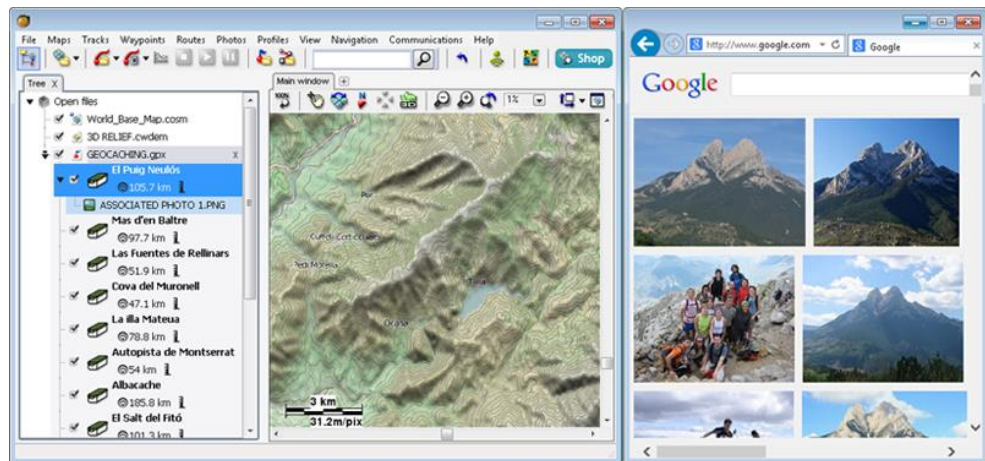 File Maps Tracks Waypoints Routes Photos Profiles View Navigation Communications Help
Shop
Tree X
Main window
100%
1%
Open files
World_Base_Map.cosm
3D RELIEF.cwdem
GEOCACHING.gpx x
El Puig Neulós
105.7 km
ASSOCIATED PHOTO 1.PNG
Mas d'en Baltre
97.7 km
Las Fuentes de Rellinars
51.9 km
Cova del Muronell
47.1 km
La illa Mateua
78.8 km
Autopista de Montserrat
54 km
Albacache
185.8 km
El Salt del Fitó
101.3 km
Ocaña
3 km
31.2m/pix
http://www.google.com
Google
Google